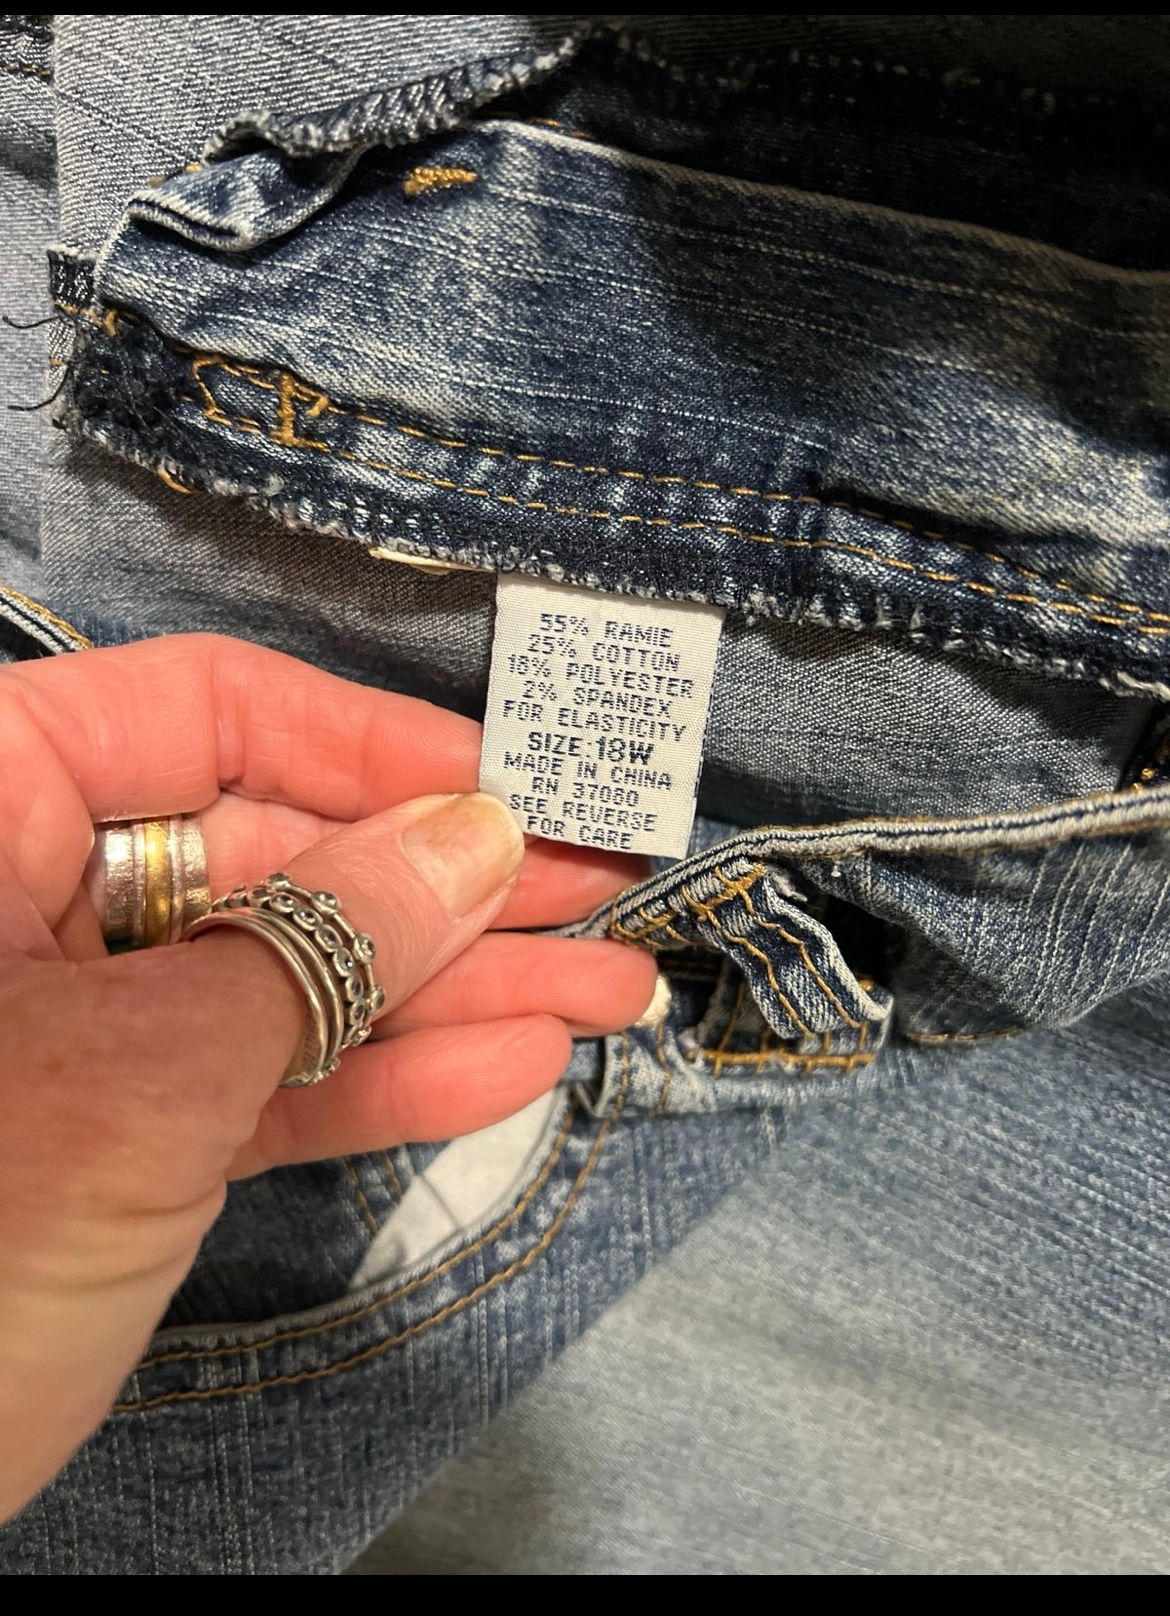 55% RAMIE
25% COTTON
18% POLYESTER
2% SPANDEX
FOR ELASTICITY
SIZE:18W
MADE IN CHINA
RN 37080
SEE REVERSE
FOR CARE